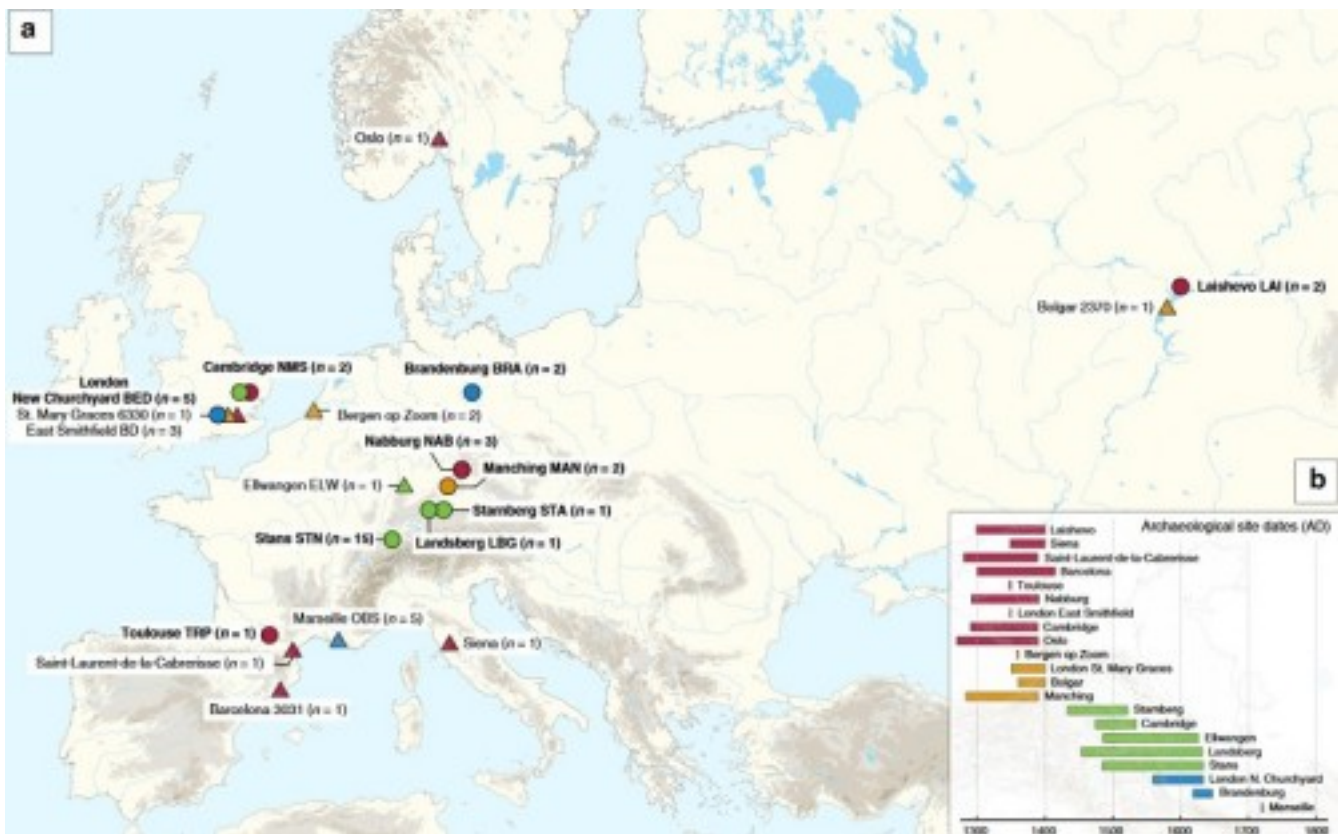 a
Oslo (n = 1)
Laishevo LAI (n = 2)
Bolgar 2370 (n = 1)
Cambridge NMS (n = 2)
Brandenburg BRA (n = 2)
London
New Churchyard BED (n = 5)
St. Mary Graces 6330 (n = 1)
East Smithfield BD (n = 3)
Bergen op Zoom (n = 2)
Nabburg NAB (n = 3)
Manching MAN (n = 2)
Ellwangen ELW (n = 1)
Starnberg STA (n = 1)
Stans STN (n = 15)
Landsberg LBG (n = 1)
Marseille OBS (n = 5)
Toulouse TRP (n = 1)
Siena (n = 1)
Saint-Laurent-de-la-Cabrerisse (n = 1)
Barcelona 3031 (n = 1)
b
Archaeological site dates (AD)
Laishevo
Siena
Saint-Laurent-de-la-Cabrerisse
Barcelona
Toulouse
Nabburg
London East Smithfield
Cambridge
Oslo
Bergen op Zoom
London St. Mary Graces
Bolgar
Manching
Starnberg
Cambridge
Ellwangen
Landsberg
Stans
London N. Churchyard
Brandenburg
Marseille
1300 1400 1500 1600 1700 1800